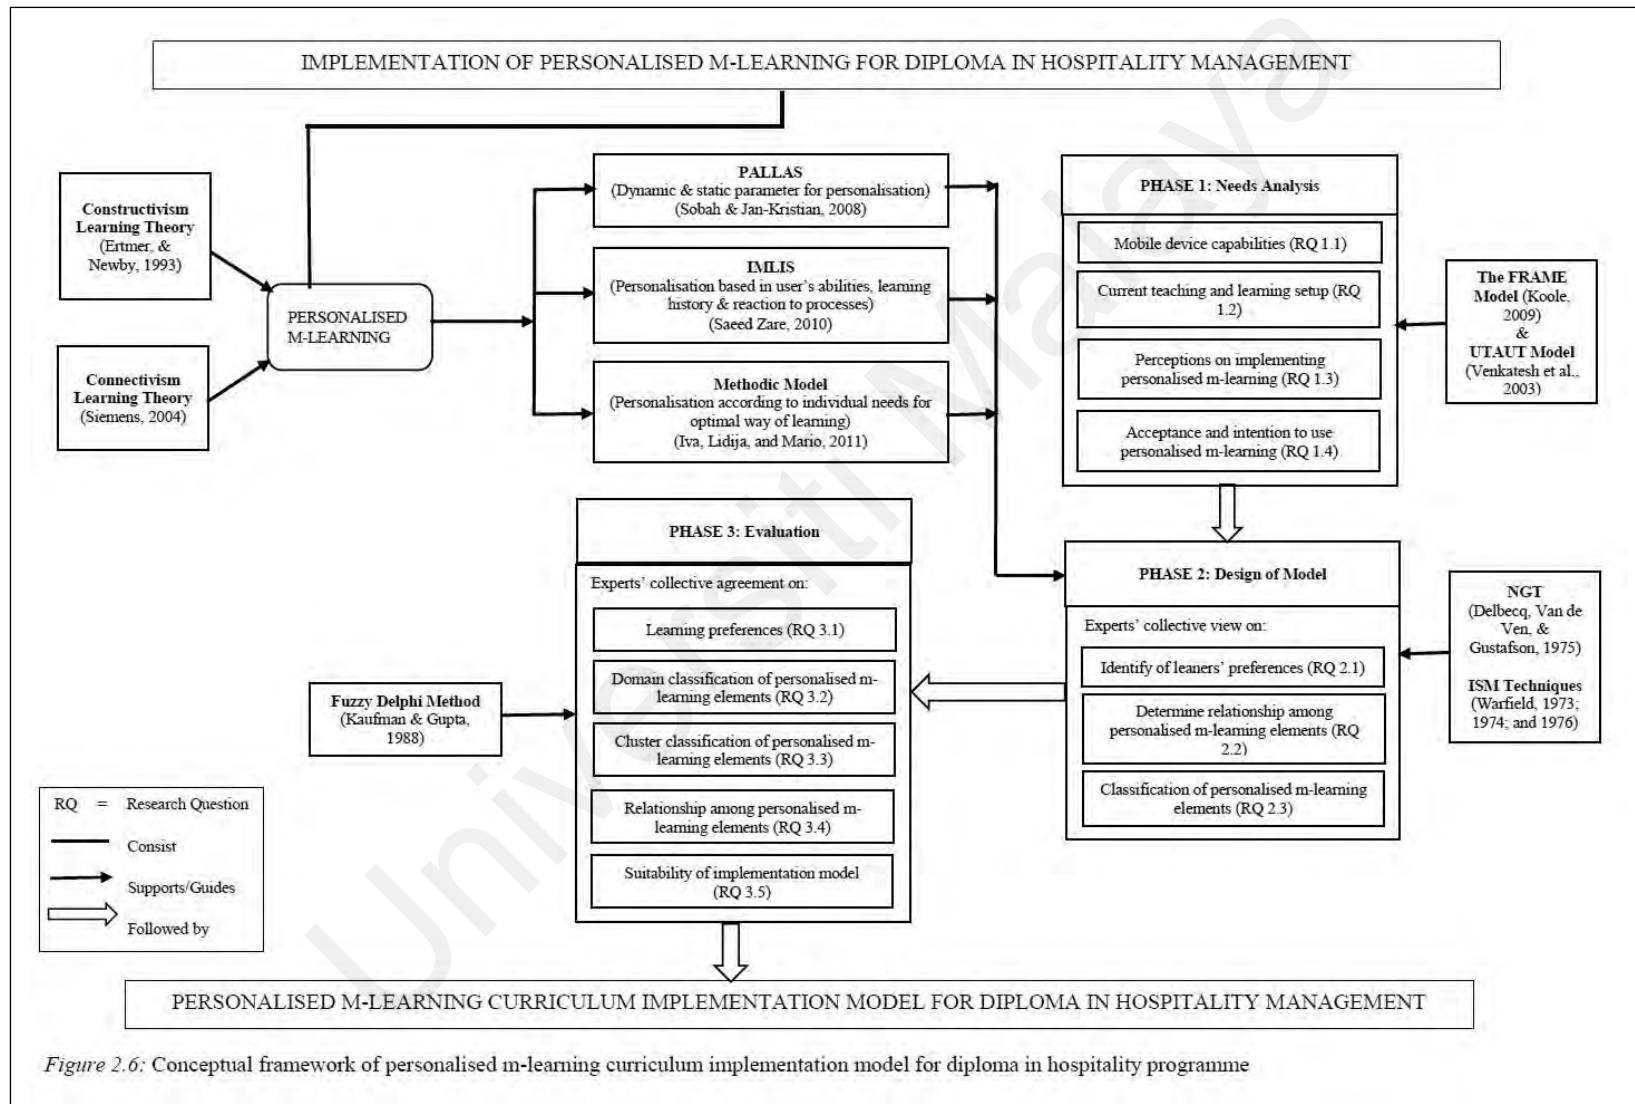 IMPLEMENTATION OF PERSONALISED M-LEARNING FOR DIPLOMA IN HOSPITALITY MANAGEMENT
Constructivism
Learning Theory
(Ertmer, &
Newby, 1993)
Connectivism
Learning Theory
(Siemens, 2004)
PERSONALISED
M-LEARNING
PALLAS
(Dynamic & static parameter for personalisation)
(Sobah & Jan-Kristian, 2008)
IMLIS
(Personalisation based in user's abilities, learning
history & reaction to processes)
(Saeed Zare, 2010)
Methodic Model
(Personalisation according to individual needs for
optimal way of learning)
(Iva, Lidija, and Mario, 2011)
PHASE 1: Needs Analysis
Mobile device capabilities (RQ 1.1)
Current teaching and learning setup (RQ
1.2)
Perceptions on implementing
personalised m-learning (RQ 1.3)
Acceptance and intention to use
personalised m-learning (RQ 1.4)
The FRAME
Model (Koole,
2009)
&
UTAUT Model
(Venkatesh et al.,
2003)
PHASE 2: Design of Model
Experts' collective view on:
Identify of leaners' preferences (RQ 2.1)
Determine relationship among
personalised m-learning elements (RQ
2.2)
Classification of personalised m-learning
elements (RQ 2.3)
NGT
(Delbecq, Van de
Ven, &
Gustafson, 1975)
ISM Techniques
(Warfield, 1973;
1974; and 1976)
PHASE 3: Evaluation
Experts' collective agreement on:
Learning preferences (RQ 3.1)
Domain classification of personalised m-
learning elements (RQ 3.2)
Cluster classification of personalised m-
learning elements (RQ 3.3)
Relationship among personalised m-
learning elements (RQ 3.4)
Suitability of implementation model
(RQ 3.5)
Fuzzy Delphi Method
(Kaufman & Gupta,
1988)
RQ = Research Question
Consist
Supports/Guides
Followed by
PERSONALISED M-LEARNING CURRICULUM IMPLEMENTATION MODEL FOR DIPLOMA IN HOSPITALITY MANAGEMENT
Figure 2.6: Conceptual framework of personalised m-learning curriculum implementation model for diploma in hospitality programme
Universiti Malaya